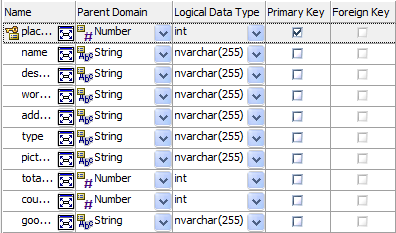 Name Parent Domain Logical Data Type Primary Key Foreign Key
plac... Number int
name String nvarchar(255)
des... String nvarchar(255)
wor... String nvarchar(255)
add... String nvarchar(255)
type String nvarchar(255)
pict... String nvarchar(255)
tota... Number int
cou... Number int
goo... String nvarchar(255)